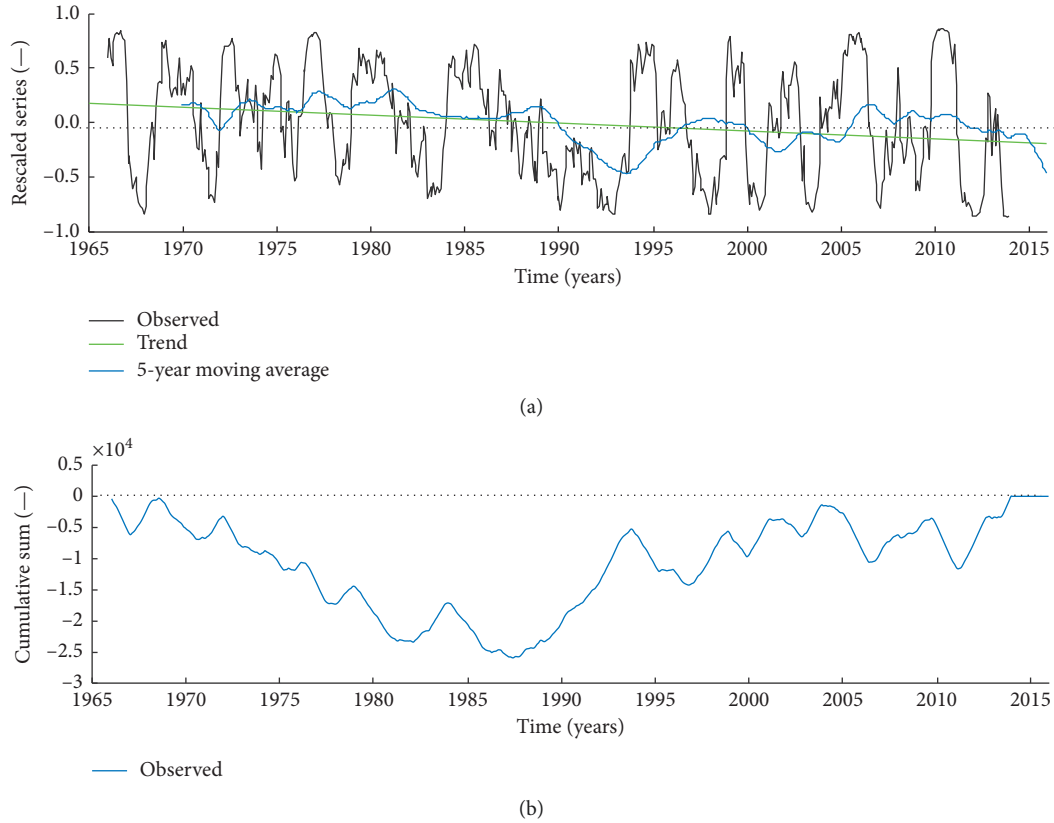 1.0
0.5
0.0
−0.5
−1.0
Rescaled series (—)
1965 1970 1975 1980 1985 1990 1995 2000 2005 2010 2015
Time (years)
Observed
Trend
5-year moving average
(a)
×10⁴
0.5
0
−0.5
−1
−1.5
−2
−2.5
−3
Cumulative sum (—)
1965 1970 1975 1980 1985 1990 1995 2000 2005 2010 2015
Time (years)
Observed
(b)